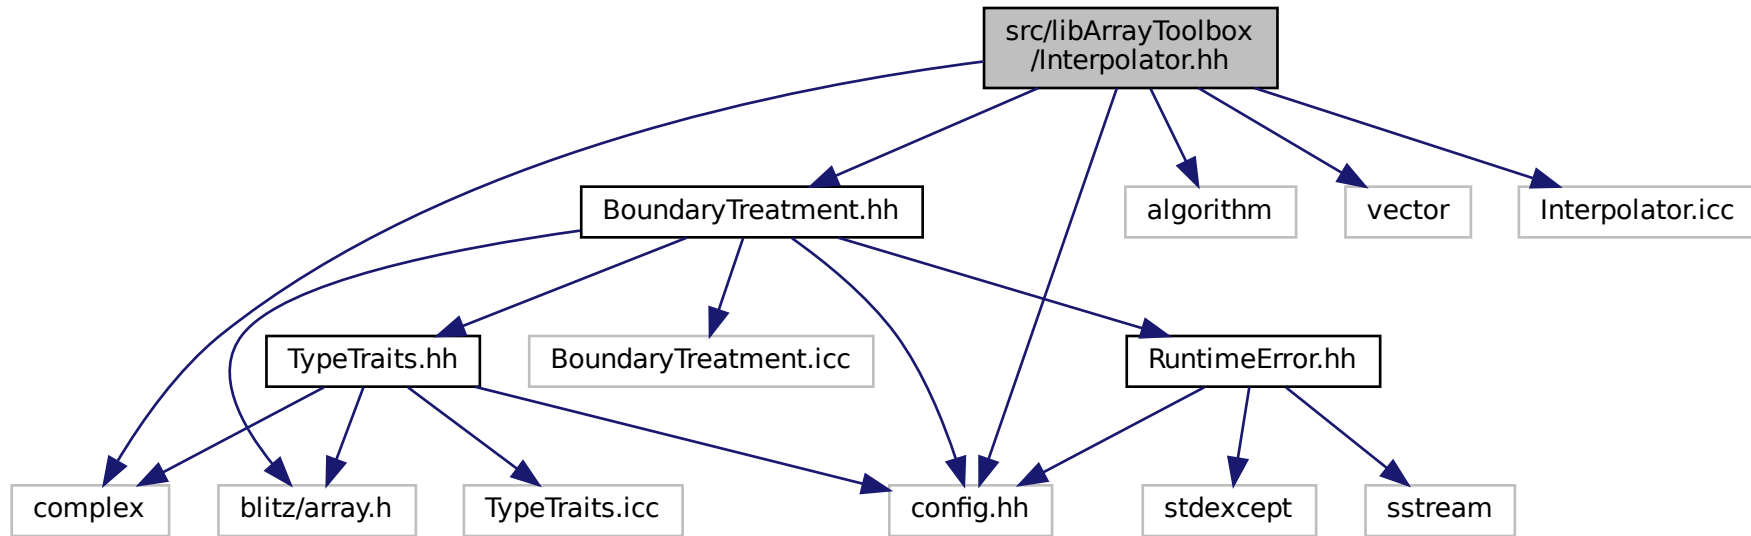 src/libArrayToolbox
/Interpolator.hh
BoundaryTreatment.hh
algorithm
vector
Interpolator.icc
TypeTraits.hh
BoundaryTreatment.icc
RuntimeError.hh
complex
blitz/array.h
TypeTraits.icc
config.hh
stdexcept
sstream